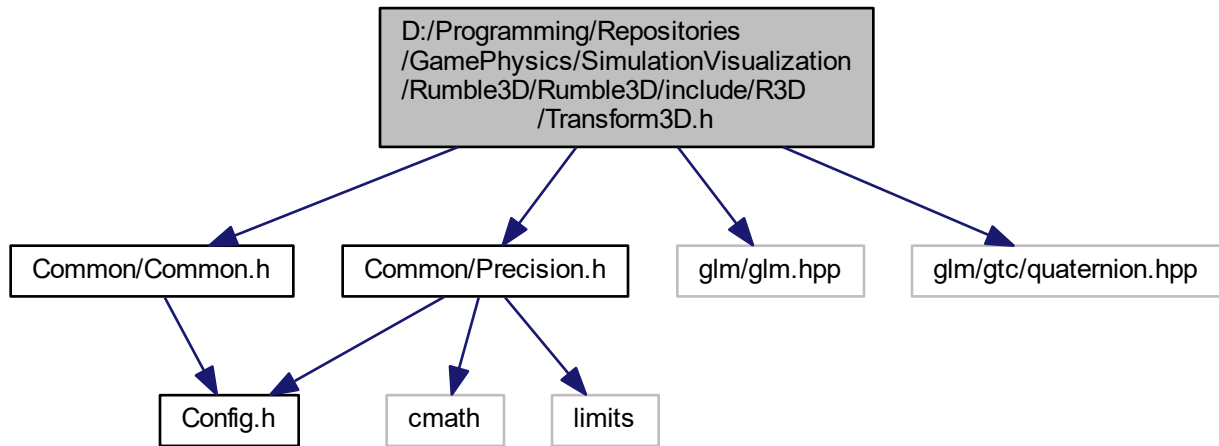 D:/Programming/Repositories
/GamePhysics/SimulationVisualization
/Rumble3D/Rumble3D/include/R3D
/Transform3D.h
Common/Common.h
Common/Precision.h
glm/glm.hpp
glm/gtc/quaternion.hpp
Config.h
cmath
limits